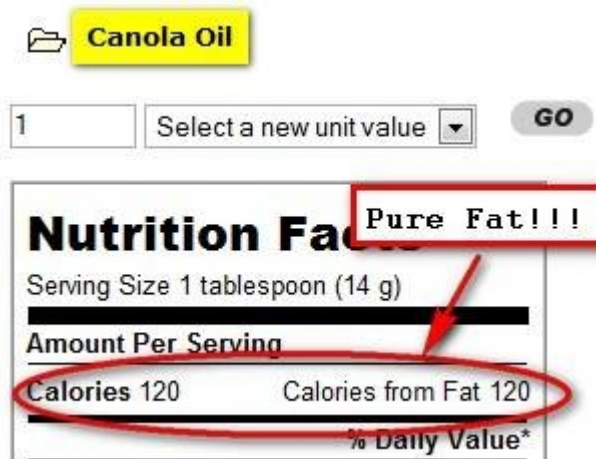 Canola Oil
1 Select a new unit value GO
Pure Fat!!!
Nutrition Facts
Serving Size 1 tablespoon (14 g)
Amount Per Serving
Calories 120 Calories from Fat 120
% Daily Value*